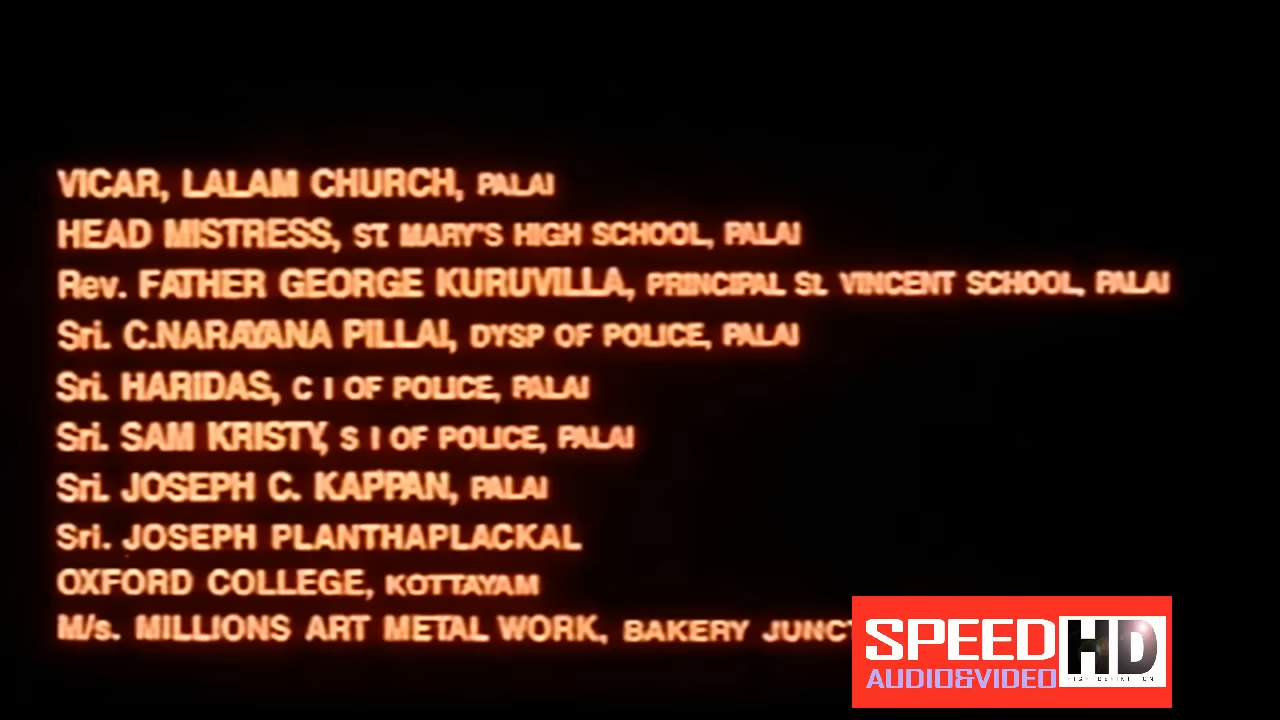 VICAR, LALAM CHURCH, PALAI
HEAD MISTRESS, ST. MARY'S HIGH SCHOOL, PALAI
Rev. FATHER GEORGE KURUVILLA, PRINCIPAL St. VINCENT SCHOOL, PALAI
Sri. C.NARAYANA PILLAI, DYSP OF POLICE, PALAI
Sri. HARIDAS, C I OF POLICE, PALAI
Sri. SAM KRISTY, S I OF POLICE, PALAI
Sri. JOSEPH C. KAPPAN, PALAI
Sri. JOSEPH PLANTHAPLACKAL
OXFORD COLLEGE, KOTTAYAM
M/s. MILLIONS ART METAL WORK, BAKERY JUNCT
SPEED HD
AUDIO&VIDEO HIGH DEFINITION